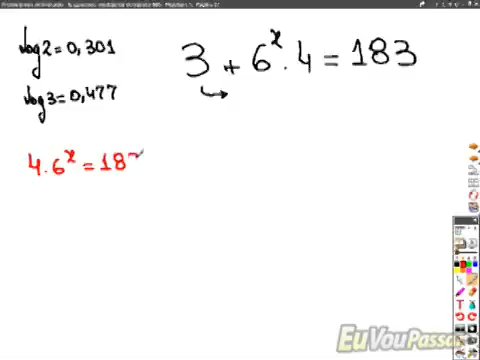 log2=0,301
3 + 6^x . 4 = 183
log3=0,477
4.6^x = 18
EuVouPassar